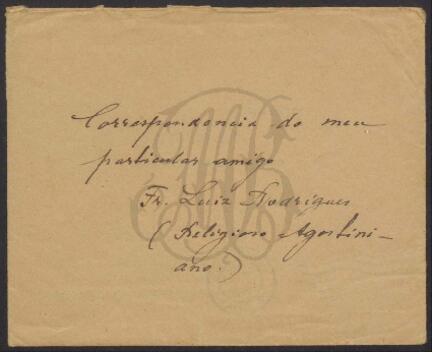 Correspondencia do meu
particular amigo
Fr. Luiz Rodrigues
(Religioso Agostini-
ano.)